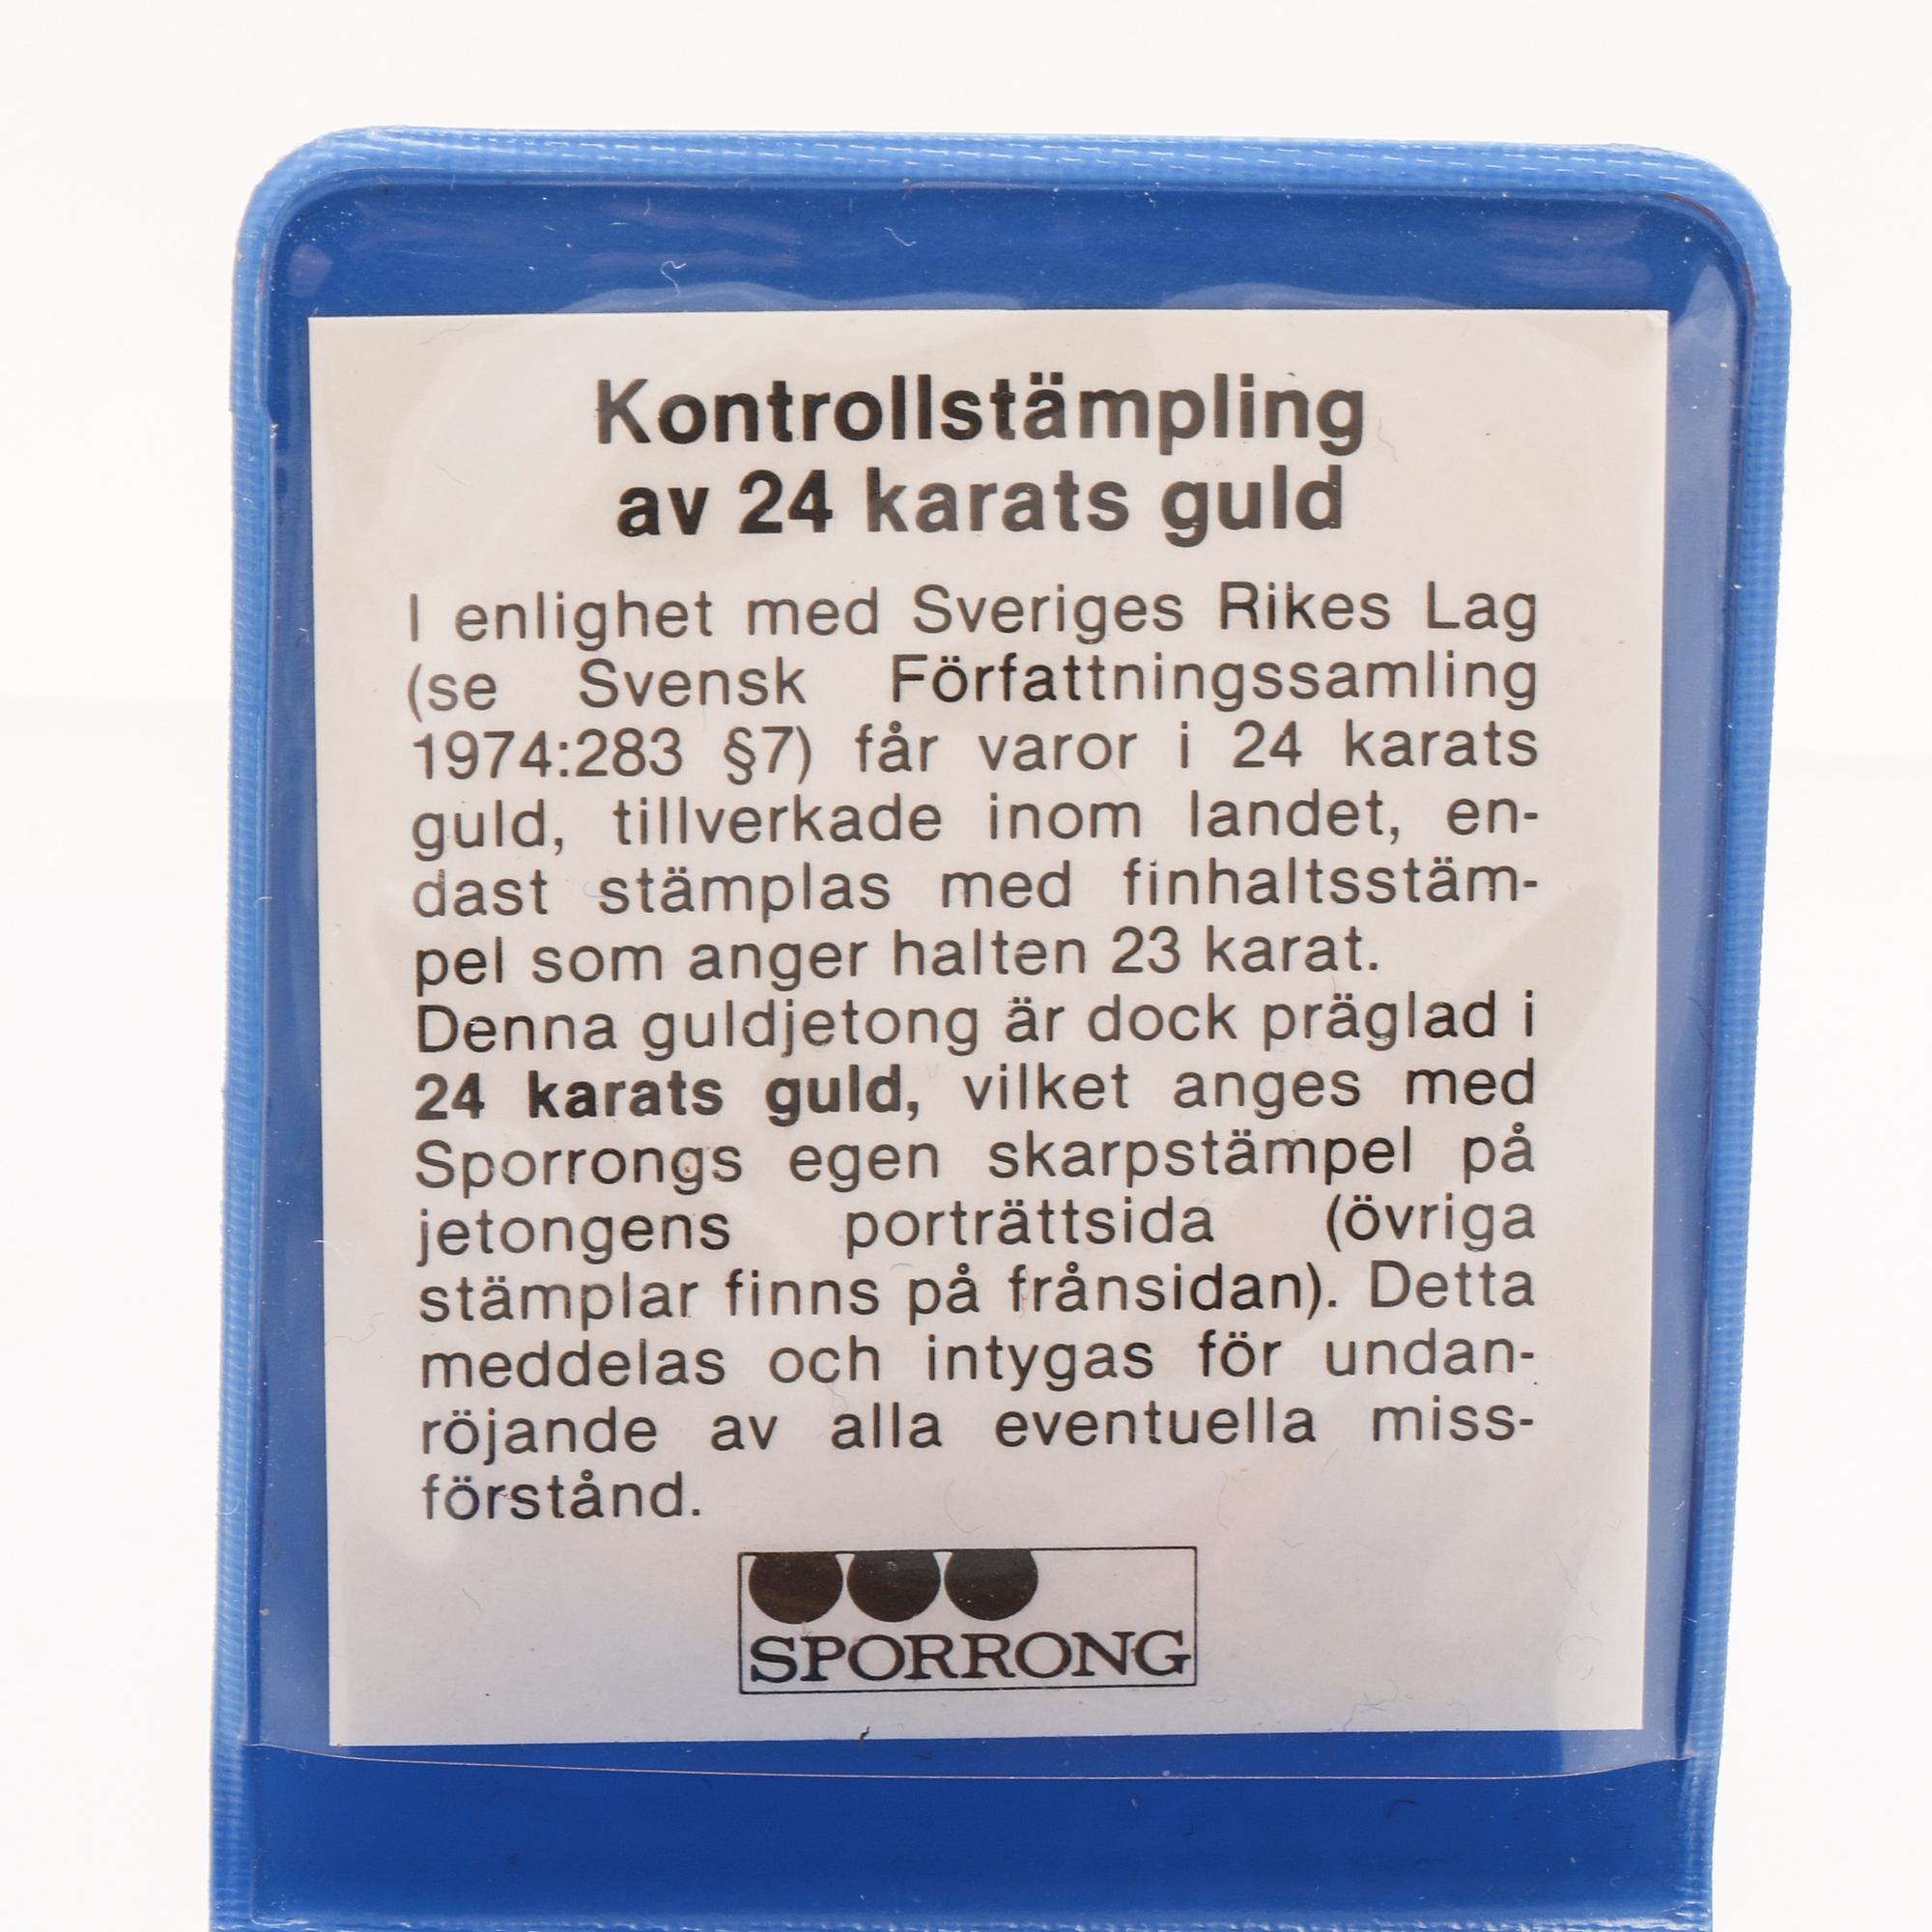 Kontrollstämpling
av 24 karats guld
I enlighet med Sveriges Rikes Lag
(se Svensk Författningssamling
1974:283 §7) får varor i 24 karats
guld, tillverkade inom landet, en-
dast stämplas med finhaltsstäm-
pel som anger halten 23 karat.
Denna guldjetong är dock präglad i
24 karats guld, vilket anges med
Sporrongs egen skarpstämpel på
jetongens porträttsida (övriga
stämplar finns på frånsidan). Detta
meddelas och intygas för undan-
röjande av alla eventuella miss-
förstånd.
SPORRONG